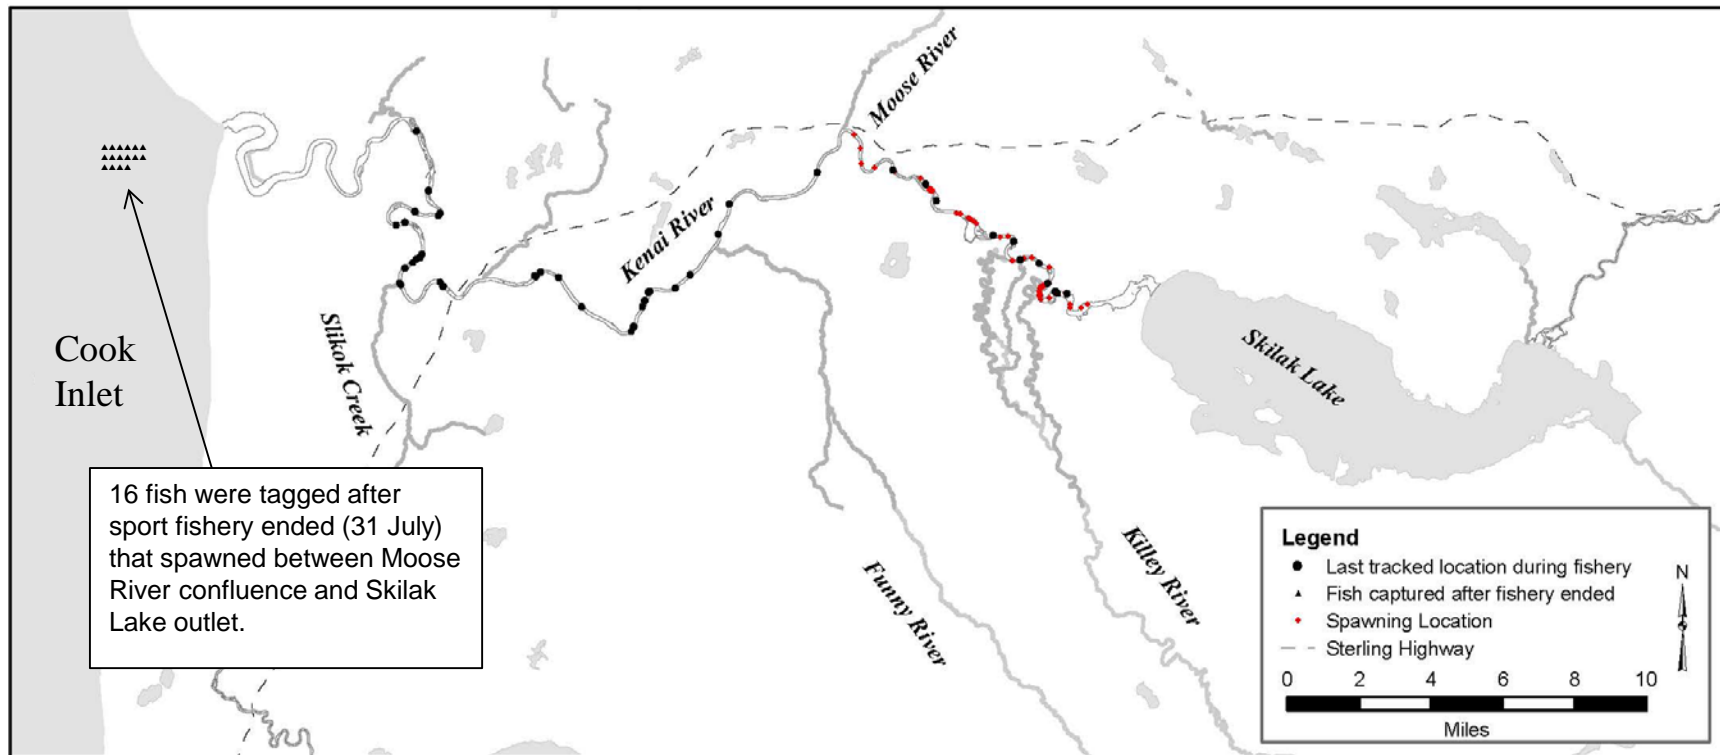 Moose River
Kenai River
Slikok Creek
Cook
Inlet
Skilak Lake
16 fish were tagged after
sport fishery ended (31 July)
that spawned between Moose
River confluence and Skilak
Lake outlet.
Funny River
Killey River
Legend
Last tracked location during fishery
Fish captured after fishery ended
Spawning Location
Sterling Highway
N
0 2 4 6 8 10
Miles